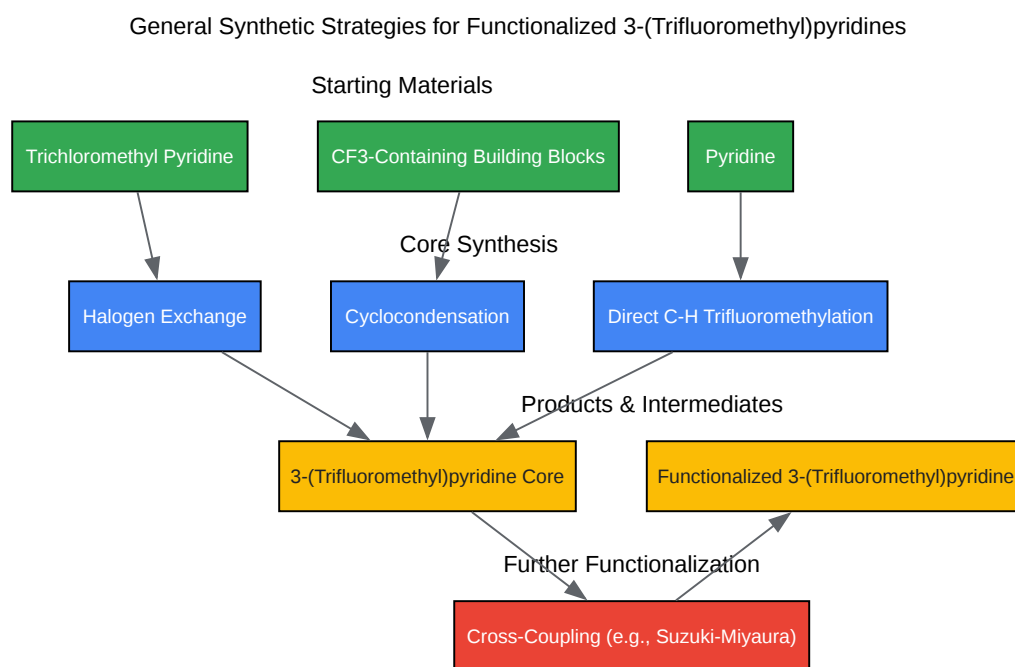 General Synthetic Strategies for Functionalized 3-(Trifluoromethyl)pyridines
Starting Materials
Trichloromethyl Pyridine
CF3-Containing Building Blocks
Pyridine
Core Synthesis
Halogen Exchange
Cyclocondensation
Direct C-H Trifluoromethylation
Products & Intermediates
3-(Trifluoromethyl)pyridine Core
Functionalized 3-(Trifluoromethyl)pyridine
Further Functionalization
Cross-Coupling (e.g., Suzuki-Miyaura)